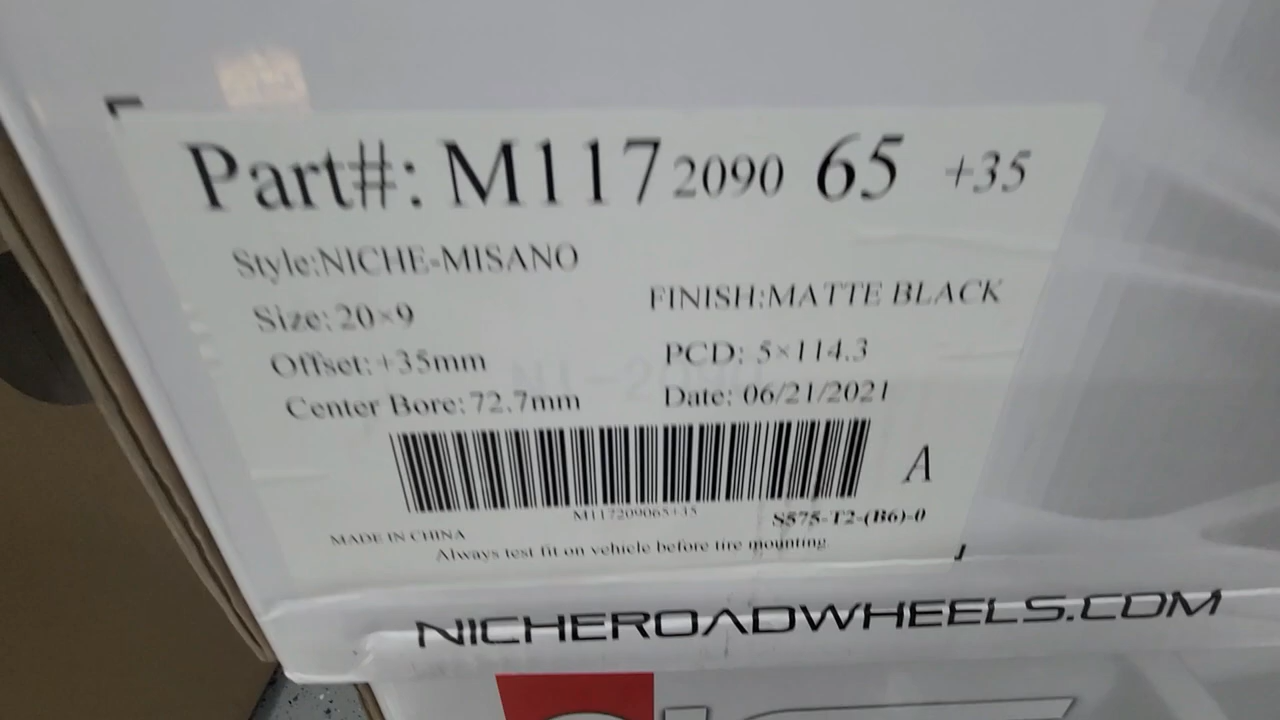 Part#: M117 2090 65 +35
Style:NICHE-MISANO
FINISH:MATTE BLACK
Size:20×9
Offset:+35mm
PCD: 5×114.3
Center Bore:72.7mm
Date: 06/21/2021
A
M117209065+35
S575-T2-(B6)-0
MADE IN CHINA
Always test fit on vehicle before tire mounting
NICHEROADWHEELS.COM